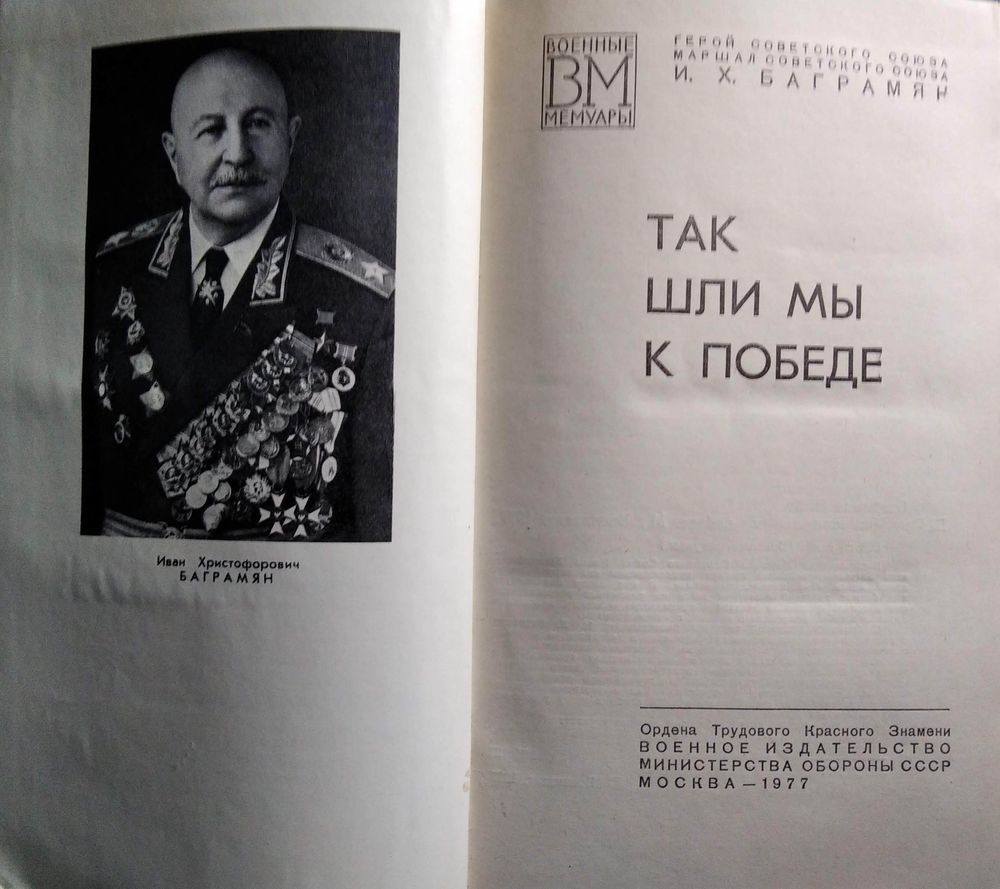 Иван Христофорович
БАГРАМЯН
ВОЕННЫЕ
ВМ
МЕМУАРЫ
ГЕРОЙ СОВЕТСКОГО СОЮЗА
МАРШАЛ СОВЕТСКОГО СОЮЗА
И. Х. БАГРАМЯН
ТАК
ШЛИ МЫ
К ПОБЕДЕ
Ордена Трудового Красного Знамени
ВОЕННОЕ ИЗДАТЕЛЬСТВО
МИНИСТЕРСТВА ОБОРОНЫ СССР
МОСКВА — 1977